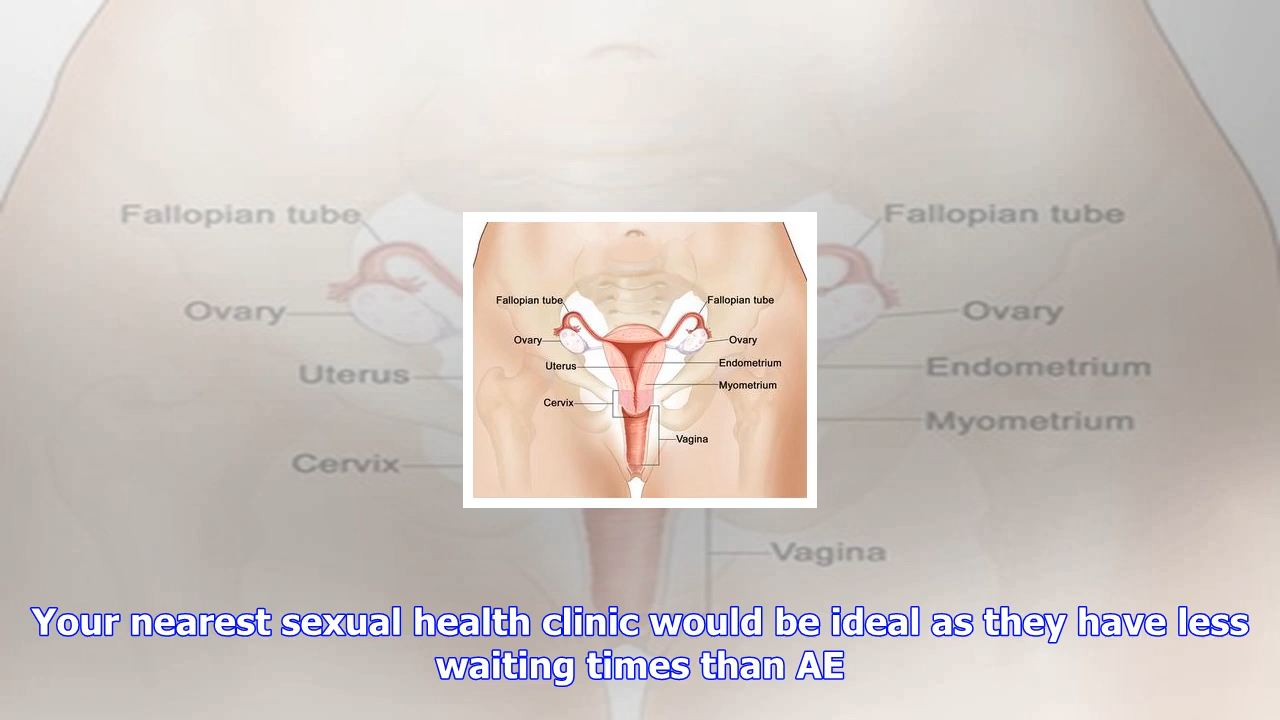 Fallopian tube
Fallopian tube
Ovary
Ovary
Uterus
Endometrium
Myometrium
Cervix
Vagina
Fallopian tube
Fallopian tube
Ovary
Ovary
Uterus
Endometrium
Myometrium
Cervix
Vagina
Your nearest sexual health clinic would be ideal as they have less
waiting times than AE